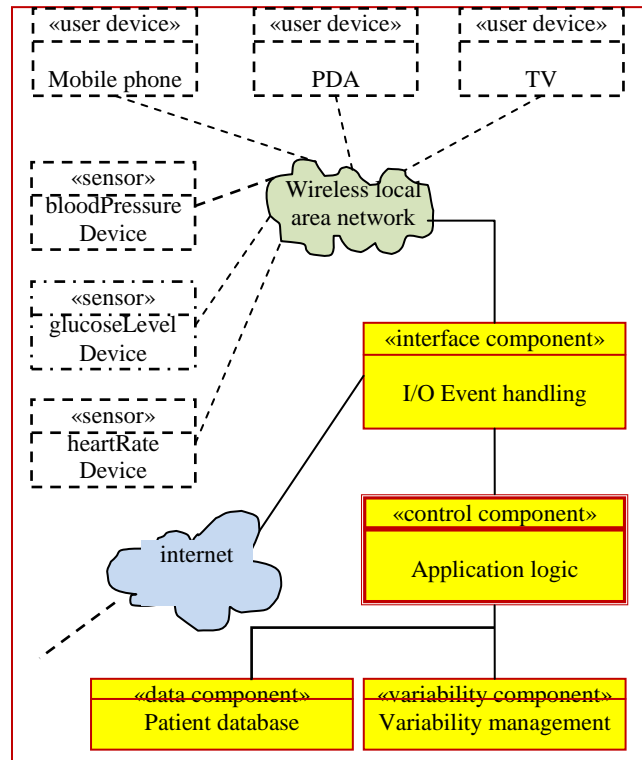 «user device»
Mobile phone
«user device»
PDA
«user device»
TV
«sensor»
bloodPressure
Device
Wireless local
area network
«sensor»
glucoseLevel
Device
«interface component»
I/O Event handling
«sensor»
heartRate
Device
«control component»
Application logic
internet
«data component»
Patient database
«variability component»
Variability management